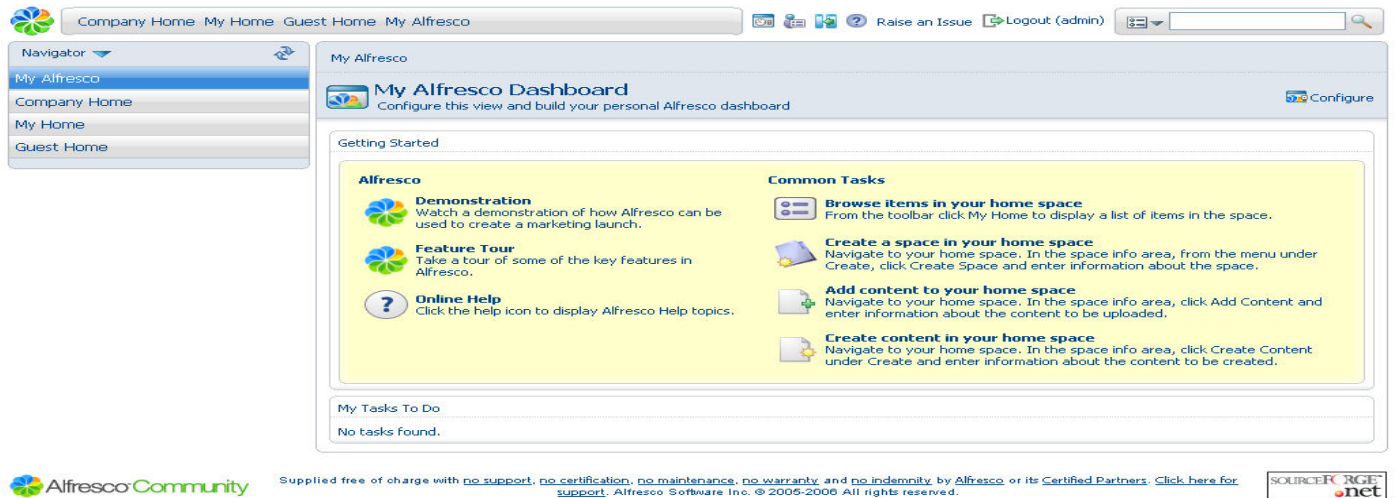 Company Home My Home Guest Home My Alfresco
Raise an Issue Logout (admin)
Navigator
My Alfresco
Company Home
My Home
Guest Home
My Alfresco
My Alfresco Dashboard
Configure this view and build your personal Alfresco dashboard
Configure
Getting Started
Alfresco
Demonstration
Watch a demonstration of how Alfresco can be
used to create a marketing launch.
Feature Tour
Take a tour of some of the key features in
Alfresco.
Online Help
Click the help icon to display Alfresco Help topics.
Common Tasks
Browse items in your home space
From the toolbar click My Home to display a list of items in the space.
Create a space in your home space
Navigate to your home space. In the space info area, from the menu under
Create, click Create Space and enter information about the space.
Add content to your home space
Navigate to your home space. In the space info area, click Add Content and
enter information about the content to be uploaded.
Create content in your home space
Navigate to your home space. In the space info area, click Create Content
under Create and enter information about the content to be created.
My Tasks To Do
No tasks found.
Alfresco Community
Supplied free of charge with no support, no certification, no maintenance, no warranty and no indemnity by Alfresco or its Certified Partners. Click here for
support. Alfresco Software Inc. © 2005-2006 All rights reserved.
SOURCEFORGE
.net